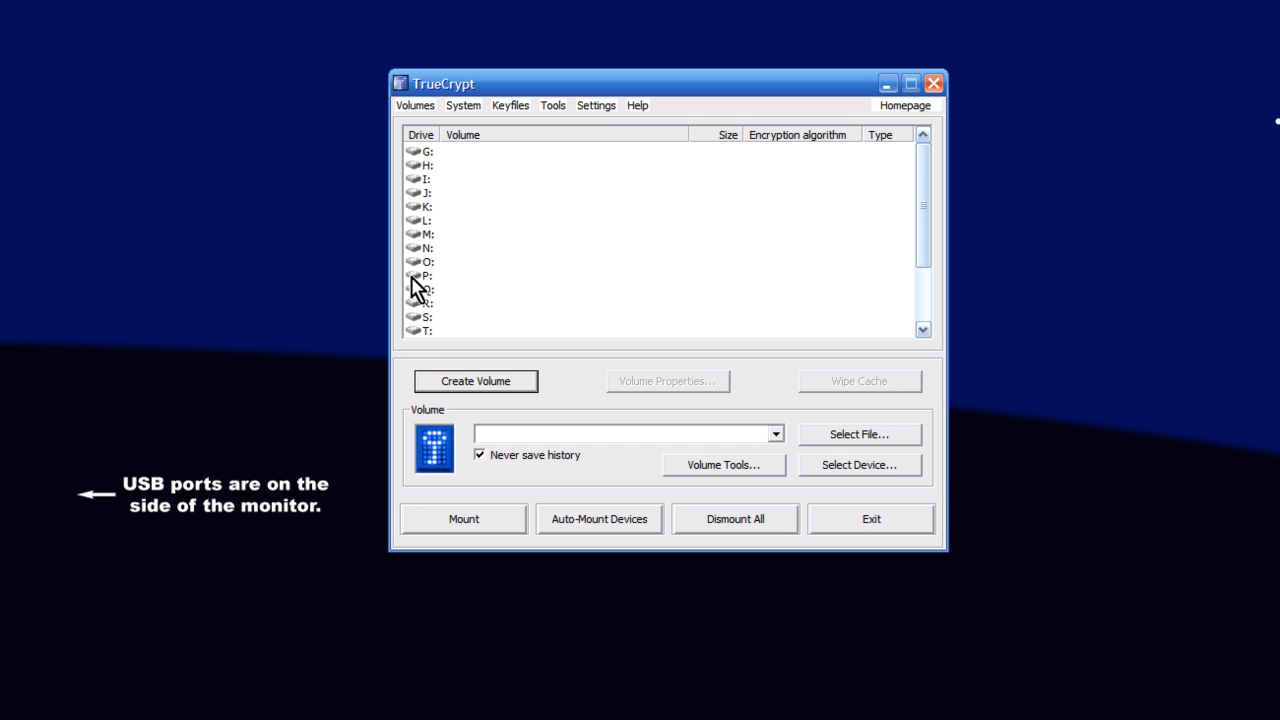 TrueCrypt
Volumes System Keyfiles Tools Settings Help Homepage
Drive Volume Size Encryption algorithm Type
G:
H:
I:
J:
K:
L:
M:
N:
O:
P:
R:
S:
T:
Create Volume Volume Properties... Wipe Cache
Volume
Select File...
Never save history
Volume Tools... Select Device...
USB ports are on the
side of the monitor.
Mount Auto-Mount Devices Dismount All Exit